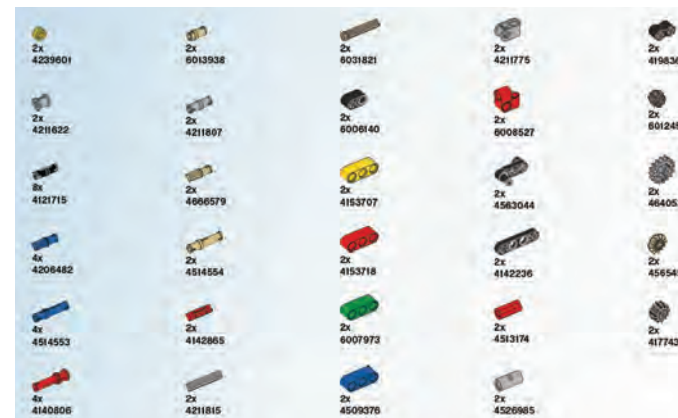 2x
4239601
2x
6013938
2x
6031821
2x
4211775
2x
4211622
2x
4211807
2x
6006140
2x
6008527
2x
8x
4121715
2x
4666579
2x
4153707
2x
4563044
2x
4x
4206482
2x
4514554
2x
4153718
2x
4142236
2x
4x
4514553
2x
4142865
2x
6007973
2x
4513174
2x
4x
4140806
2x
4211815
2x
4509376
2x
4526985